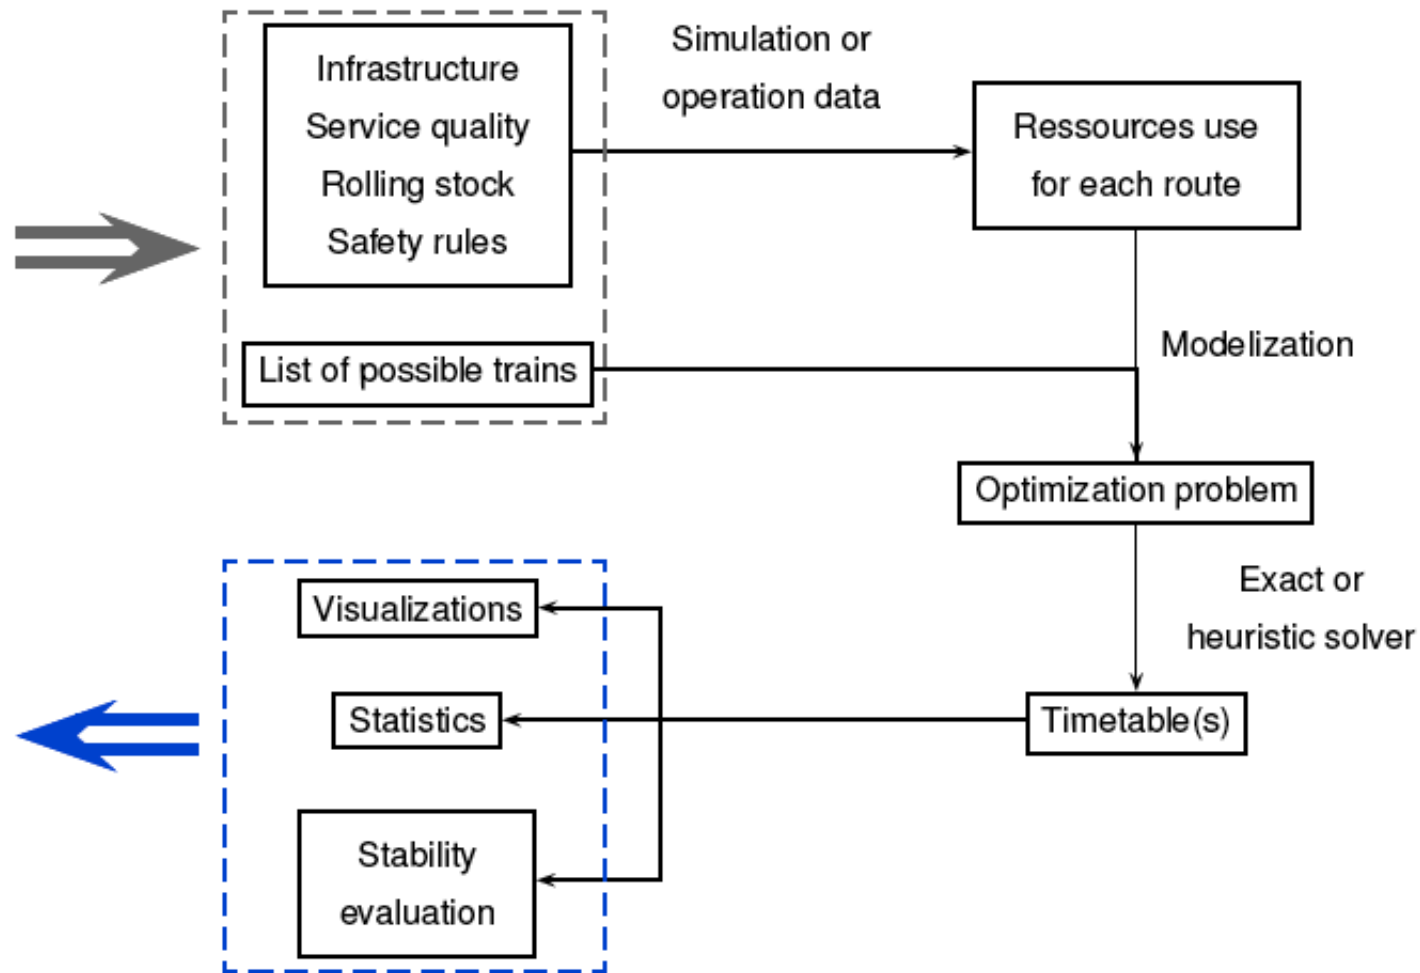 Infrastructure
Service quality
Rolling stock
Safety rules
Simulation or
operation data
Ressources use
for each route
List of possible trains
Modelization
Optimization problem
Exact or
heuristic solver
Timetable(s)
Visualizations
Statistics
Stability
evaluation